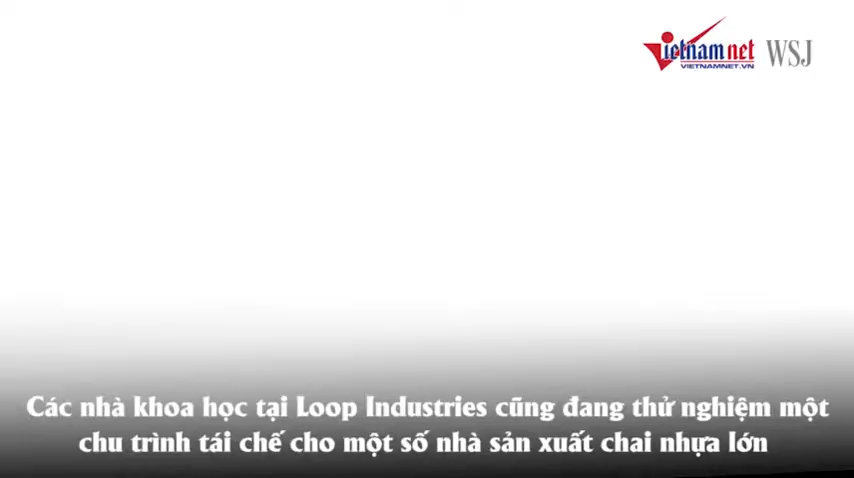 Vietnamnet WSJ
VIETNAMNET.VN
Các nhà khoa học tại Loop Industries cũng đang thử nghiệm một
chu trình tái chế cho một số nhà sản xuất chai nhựa lớn